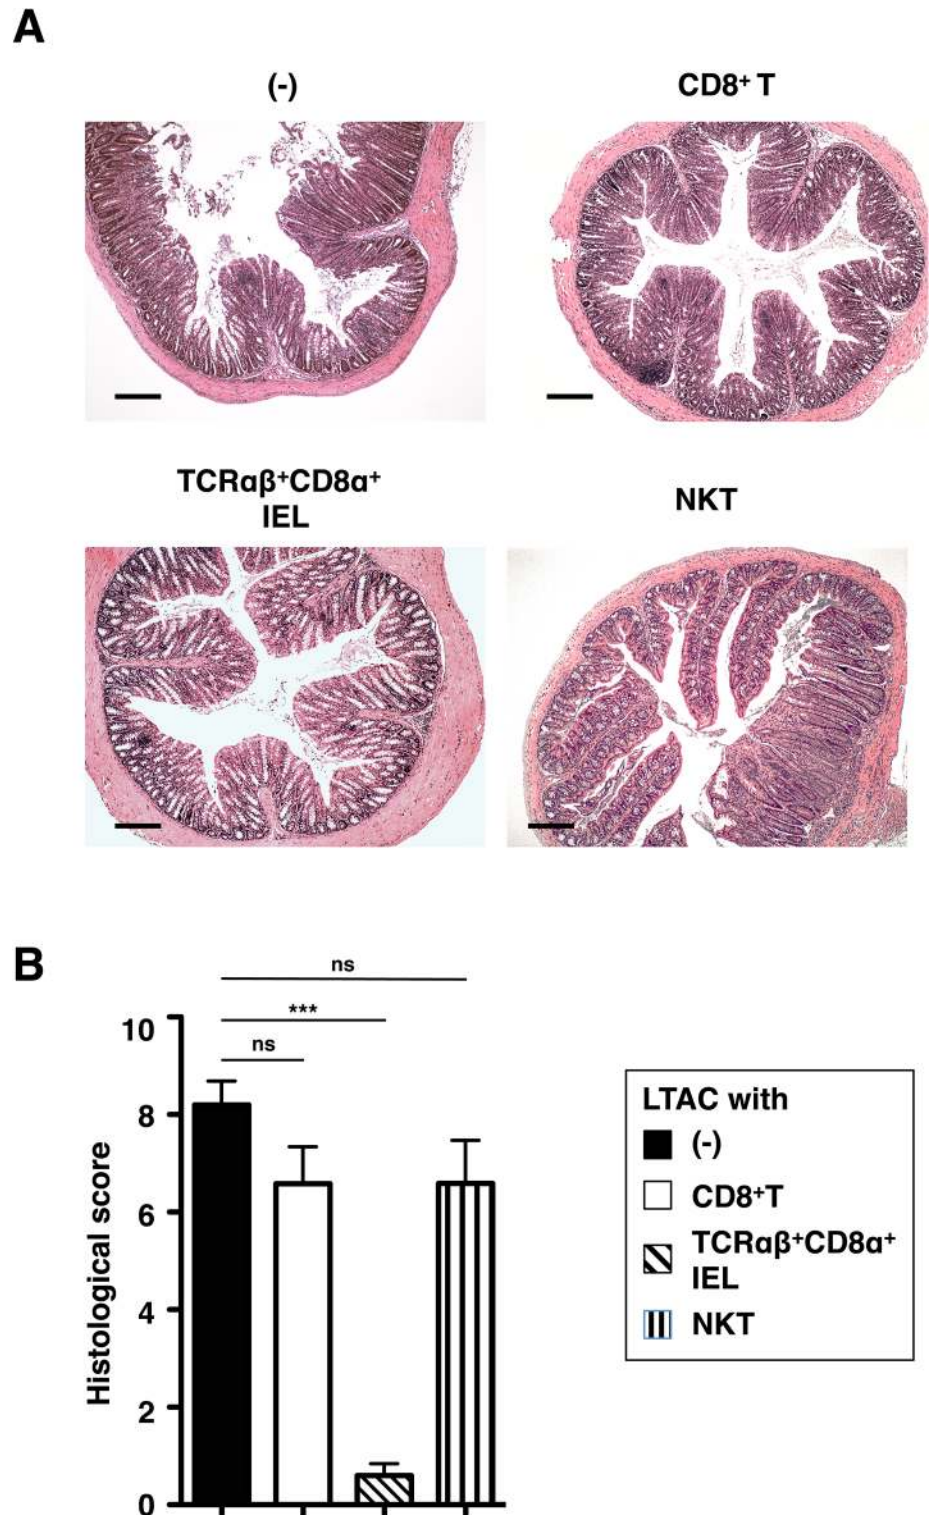 A
(-)
CD8⁺ T
TCRαβ⁺CD8α⁺
IEL
NKT
B
ns
***
ns
10
8
6
4
2
0
Histological score
LTAC with
(-)
CD8⁺T
TCRαβ⁺CD8α⁺
IEL
NKT